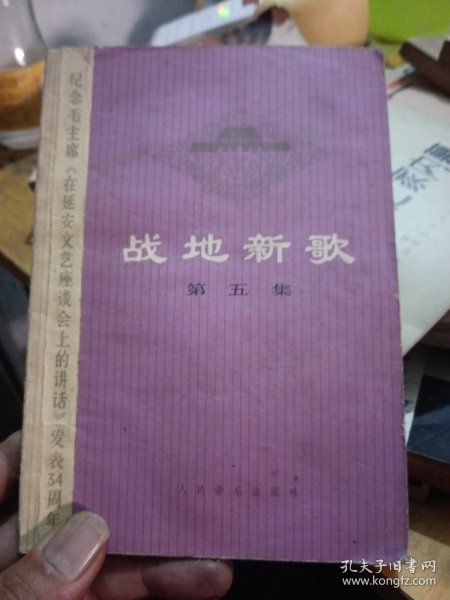 纪念毛主席《在延安文艺座谈会上的讲话》发表34周年
战地新歌
第五集
人民音乐出版社
孔夫子旧书网
www.kongfz.com